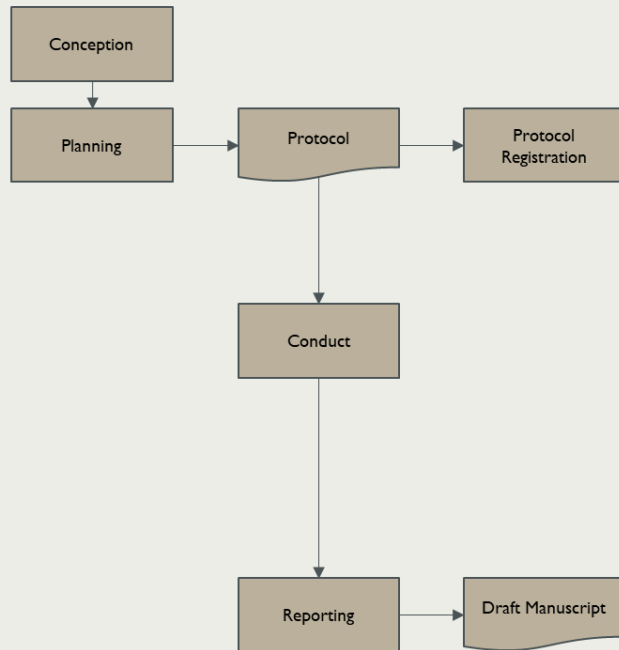 Conception
Planning
Protocol
Protocol
Registration
Conduct
Reporting
Draft Manuscript